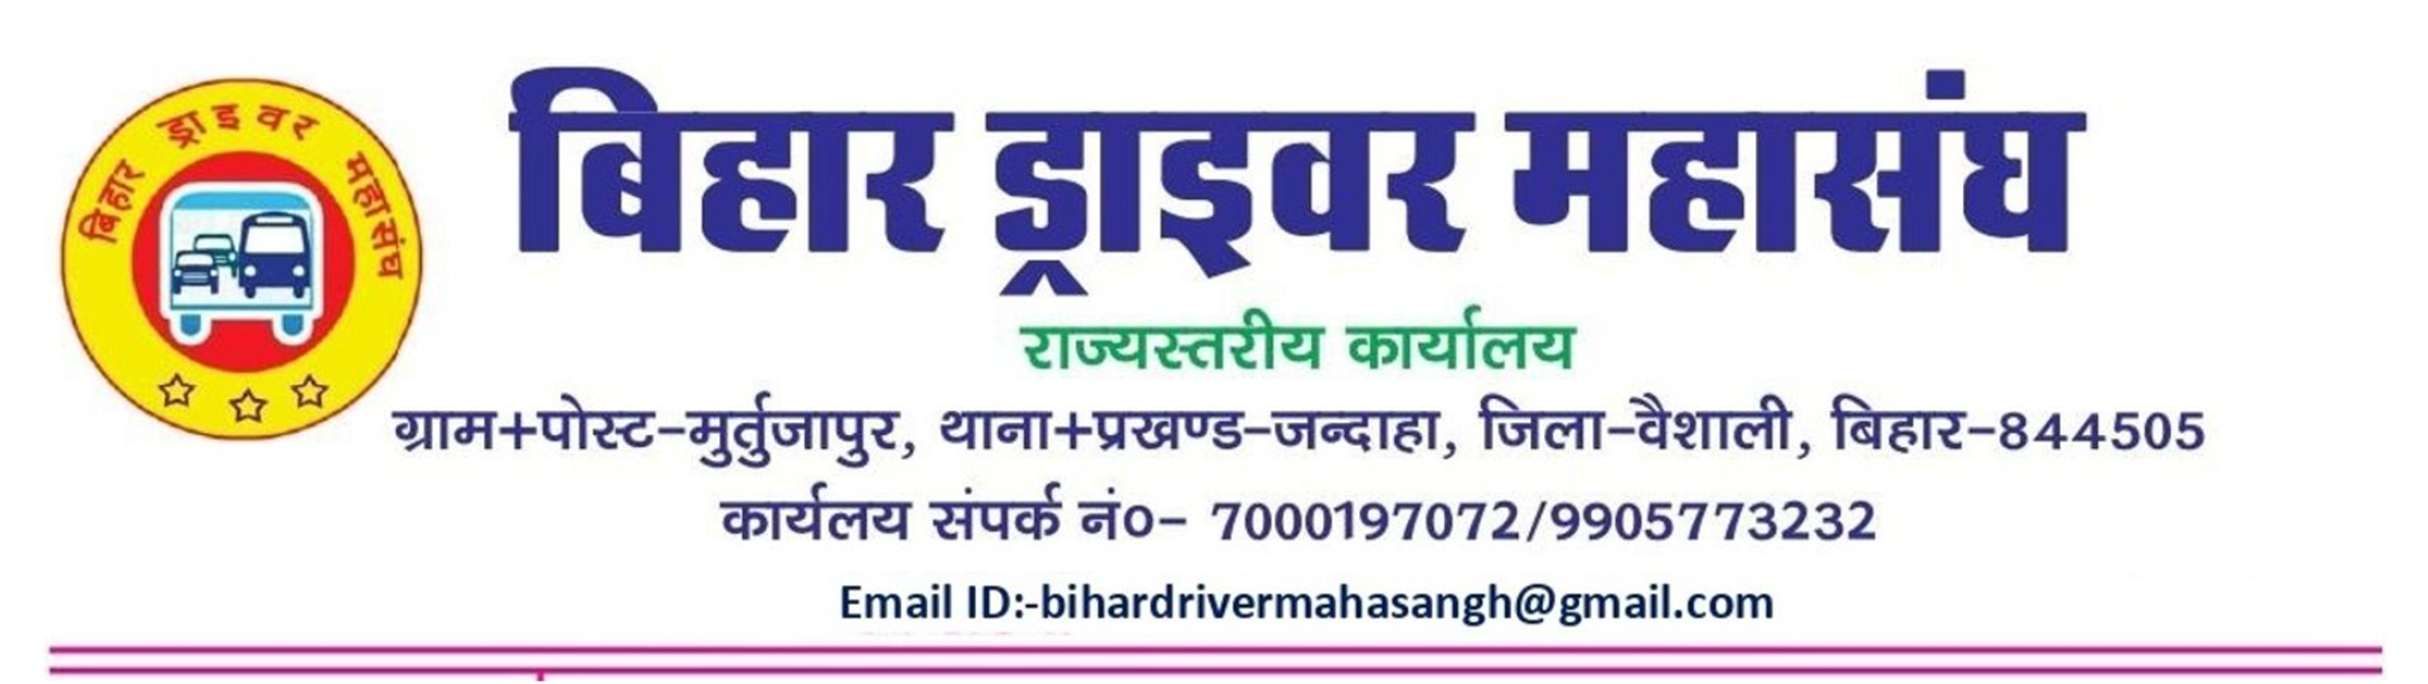 बिहार ड्राइवर महासंघ
बिहार ड्राइवर महासंघ
राज्यस्तरीय कार्यालय
ग्राम+पोस्ट-मुर्तुजापुर, थाना+प्रखण्ड-जन्दाहा, जिला-वैशाली, बिहार-844505
कार्यलय संपर्क नं०- 7000197072/9905773232
Email ID:-bihardrivermahasangh@gmail.com